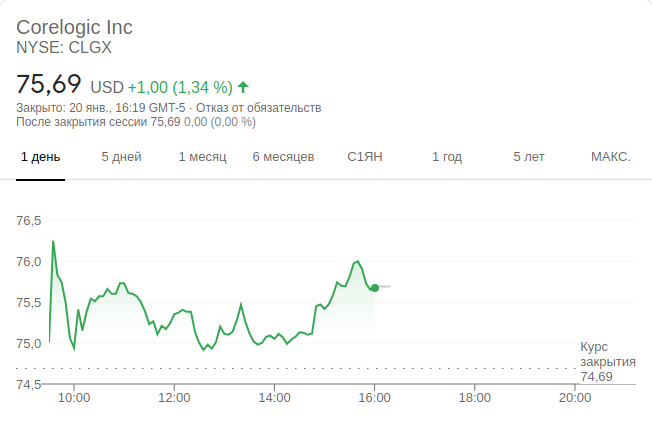 Corelogic Inc
NYSE: CLGX
75,69 USD +1,00 (1,34 %)
Закрыто: 20 янв., 16:19 GMT-5 · Отказ от обязательств
После закрытия сессии 75,69 0,00 (0,00 %)
1 день 5 дней 1 месяц 6 месяцев С1ЯН 1 год 5 лет МАКС.
76,5
76,0
75,5
75,0
Курс
закрытия
74,69
74,5
10:00 12:00 14:00 16:00 18:00 20:00